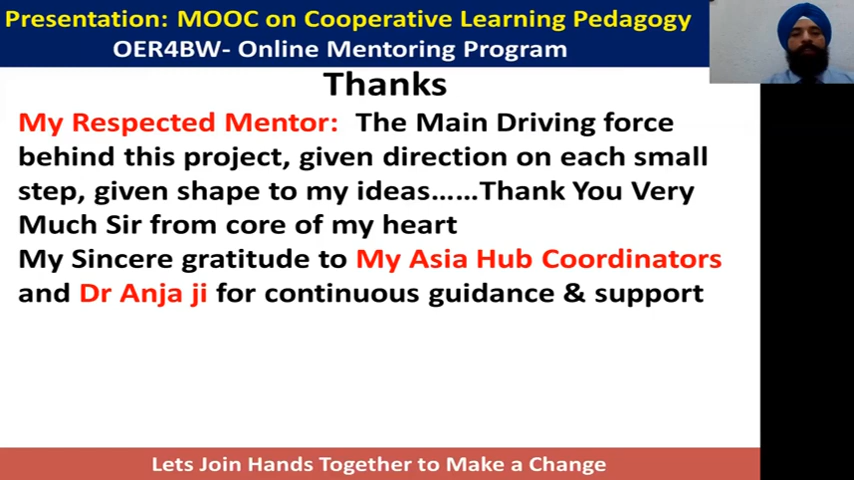 Presentation: MOOC on Cooperative Learning Pedagogy
OER4BW- Online Mentoring Program
Thanks
My Respected Mentor: The Main Driving force
behind this project, given direction on each small
step, given shape to my ideas......Thank You Very
Much Sir from core of my heart
My Sincere gratitude to My Asia Hub Coordinators
and Dr Anja ji for continuous guidance & support
Lets Join Hands Together to Make a Change